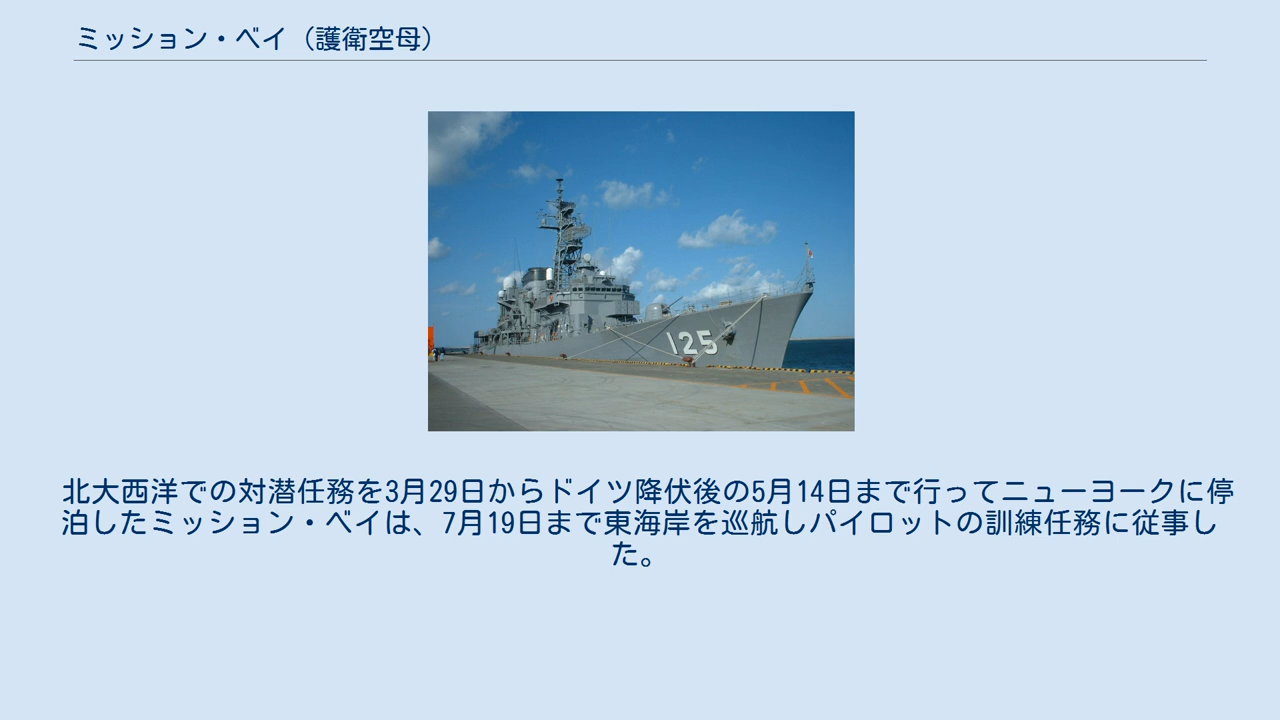 ミッション・ベイ（護衛空母）
125
北大西洋での対潜任務を3月29日からドイツ降伏後の5月14日まで行ってニューヨークに停
泊したミッション・ベイは、7月19日まで東海岸を巡航しパイロットの訓練任務に従事し
た。